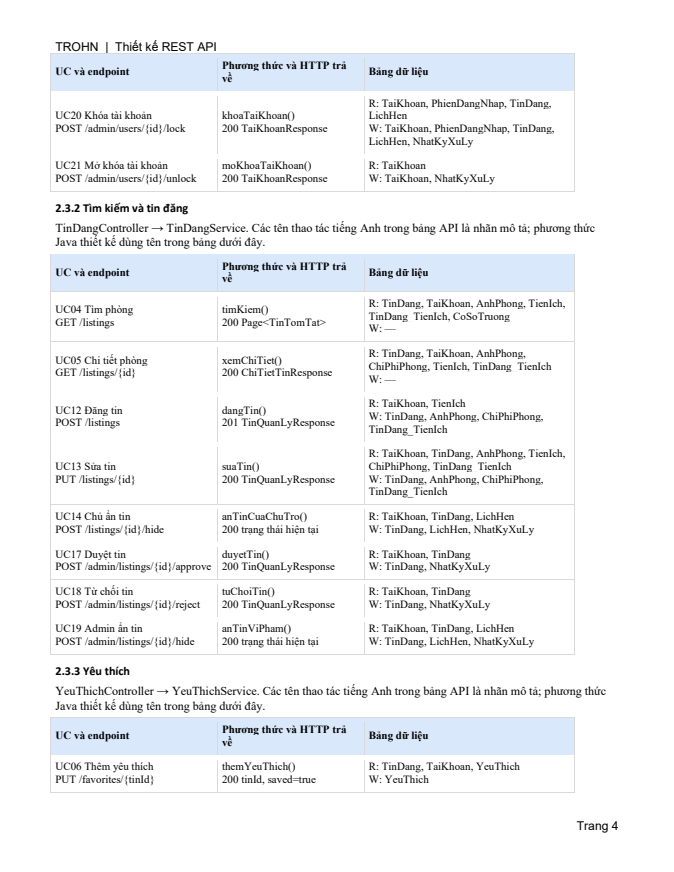 TROHN | Thiết kế REST API
UC và endpoint
Phương thức và HTTP trả
về
Bảng dữ liệu
UC20 Khóa tài khoản
POST /admin/users/{id}/lock
khoaTaiKhoan()
200 TaiKhoanResponse
R: TaiKhoan, PhienDangNhap, TinDang,
LichHen
W: TaiKhoan, PhienDangNhap, TinDang,
LichHen, NhatKyXuLy
UC21 Mở khóa tài khoản
POST /admin/users/{id}/unlock
moKhoaTaiKhoan()
200 TaiKhoanResponse
R: TaiKhoan
W: TaiKhoan, NhatKyXuLy
2.3.2 Tìm kiếm và tin đăng
TinDangController → TinDangService. Các tên thao tác tiếng Anh trong bảng API là nhãn mô tả; phương thức
Java thiết kế dùng tên trong bảng dưới đây.
UC và endpoint
Phương thức và HTTP trả
về
Bảng dữ liệu
UC04 Tìm phòng
GET /listings
timKiem()
200 Page<TinTomTat>
R: TinDang, TaiKhoan, AnhPhong, TienIch,
TinDang TienIch, CoSoTruong
W: —
UC05 Chi tiết phòng
GET /listings/{id}
xemChiTiet()
200 ChiTietTinResponse
R: TinDang, TaiKhoan, AnhPhong,
ChiPhiPhong, TienIch, TinDang TienIch
W: —
UC12 Đăng tin
POST /listings
dangTin()
201 TinQuanLyResponse
R: TaiKhoan, TienIch
W: TinDang, AnhPhong, ChiPhiPhong,
TinDang_TienIch
UC13 Sửa tin
PUT /listings/{id}
suaTin()
200 TinQuanLyResponse
R: TaiKhoan, TinDang, AnhPhong, TienIch,
ChiPhiPhong, TinDang TienIch
W: TinDang, AnhPhong, ChiPhiPhong,
TinDang_TienIch
UC14 Chủ ẩn tin
POST /listings/{id}/hide
anTinCuaChuTro()
200 trạng thái hiện tại
R: TaiKhoan, TinDang, LichHen
W: TinDang, LichHen, NhatKyXuLy
UC17 Duyệt tin
POST /admin/listings/{id}/approve
duyetTin()
200 TinQuanLyResponse
R: TaiKhoan, TinDang
W: TinDang, NhatKyXuLy
UC18 Từ chối tin
POST /admin/listings/{id}/reject
tuChoiTin()
200 TinQuanLyResponse
R: TaiKhoan, TinDang
W: TinDang, NhatKyXuLy
UC19 Admin ẩn tin
POST /admin/listings/{id}/hide
anTinViPham()
200 trạng thái hiện tại
R: TaiKhoan, TinDang, LichHen
W: TinDang, LichHen, NhatKyXuLy
2.3.3 Yêu thích
YeuThichController → YeuThichService. Các tên thao tác tiếng Anh trong bảng API là nhãn mô tả; phương thức
Java thiết kế dùng tên trong bảng dưới đây.
UC và endpoint
Phương thức và HTTP trả
về
Bảng dữ liệu
UC06 Thêm yêu thích
PUT /favorites/{tinId}
themYeuThich()
200 tinId, saved=true
R: TinDang, TaiKhoan, YeuThich
W: YeuThich
Trang 4